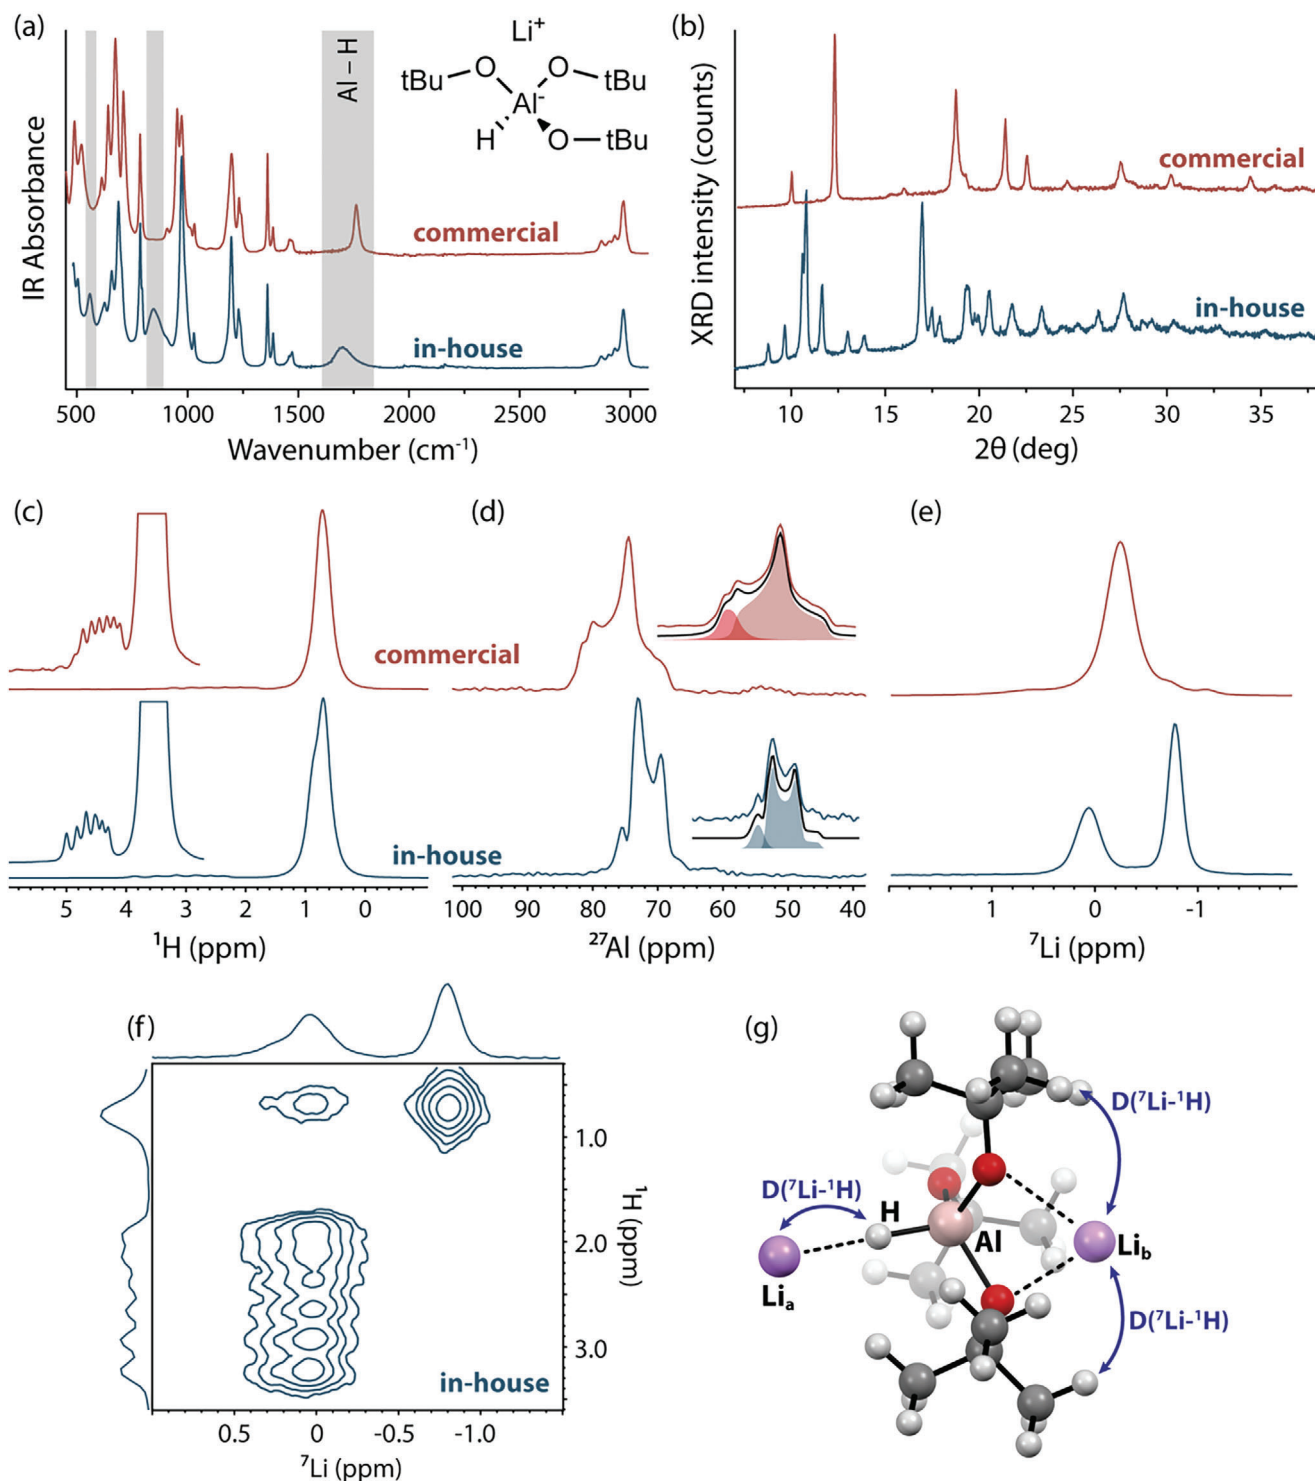 (a)
IR Absorbance
Al – H
Li⁺
tBu O O tBu
Al⁻
H O tBu
commercial
in-house
500 1000 1500 2000 2500 3000
Wavenumber (cm⁻¹)
(b)
XRD intensity (counts)
commercial
in-house
10 15 20 25 30 35
2θ (deg)
(c)
commercial
in-house
5 4 3 2 1 0
¹H (ppm)
(d)
100 90 80 70 60 50 40
²⁷Al (ppm)
(e)
1 0 -1
⁷Li (ppm)
(f)
1.0
2.0
3.0
¹H (ppm)
in-house
0.5 0 -0.5 -1.0
⁷Li (ppm)
(g)
D(⁷Li-¹H)
D(⁷Li-¹H)
H
Al
Liₐ
Li_b
D(⁷Li-¹H)